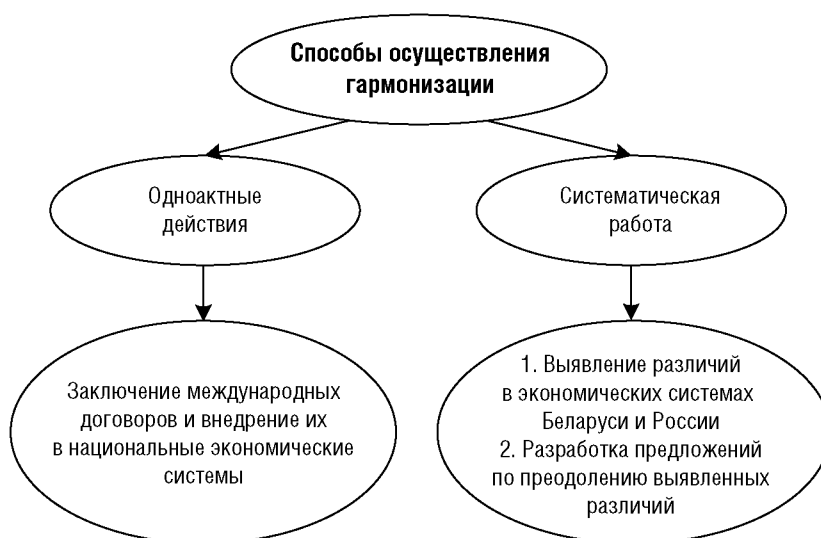 Способы осуществления
гармонизации
Одноактные
действия
Систематическая
работа
Заключение международных
договоров и внедрение их
в национальные экономические
системы
1. Выявление различий
в экономических системах
Беларуси и России
2. Разработка предложений
по преодолению выявленных
различий